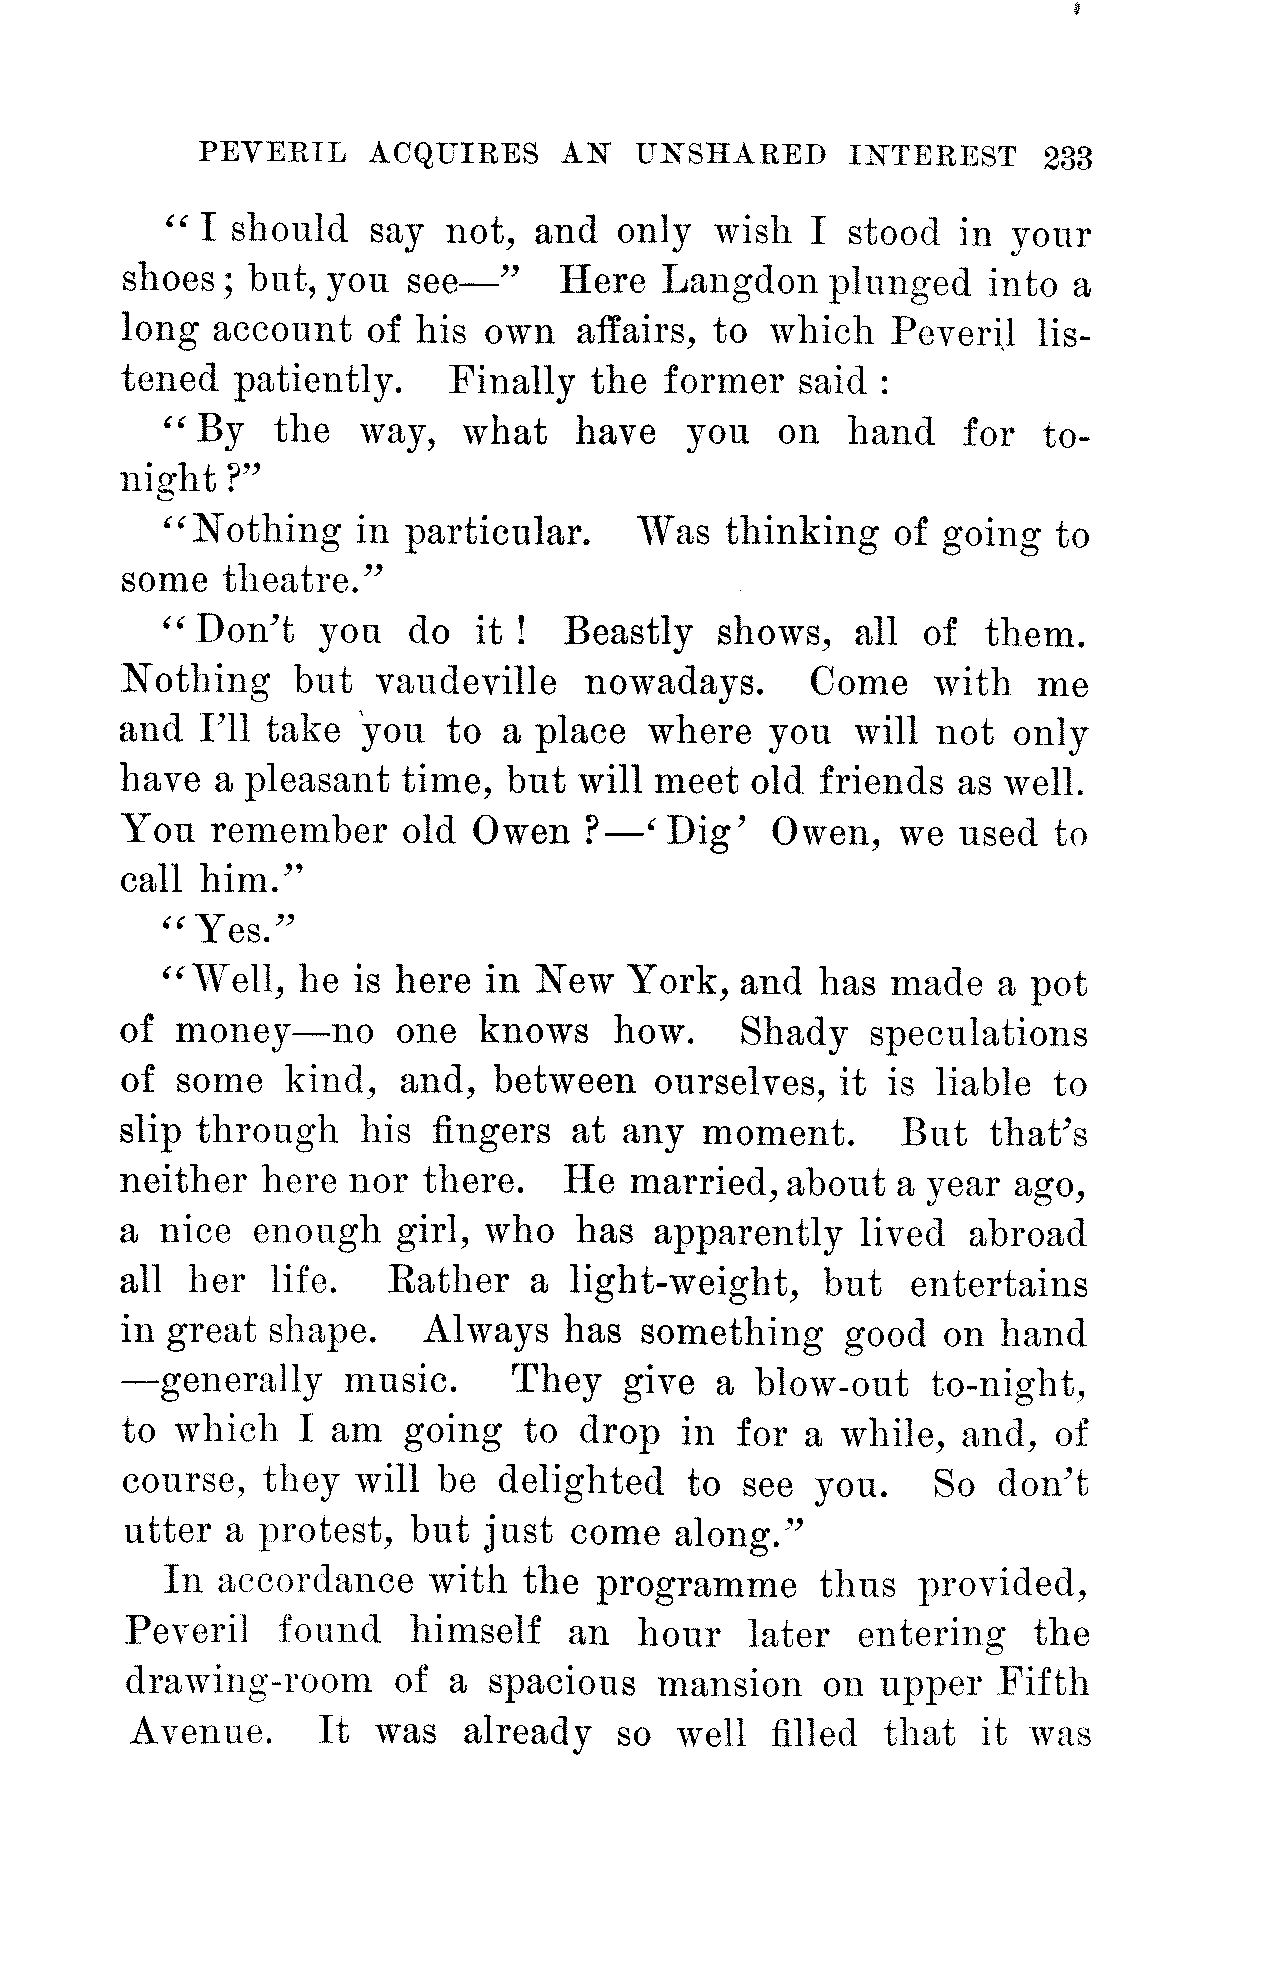 PEVERIL ACQUIRES AN UNSHARED INTEREST 233
"I should say not, and only wish I stood in your
shoes; but, you see—" Here Langdon plunged into a
long account of his own affairs, to which Peveril lis-
tened patiently. Finally the former said:
"By the way, what have you on hand for to-
night?"
"Nothing in particular. Was thinking of going to
some theatre."
"Don't you do it! Beastly shows, all of them.
Nothing but vaudeville nowadays. Come with me
and I'll take you to a place where you will not only
have a pleasant time, but will meet old friends as well.
You remember old Owen?—'Dig' Owen, we used to
call him."
"Yes."
"Well, he is here in New York, and has made a pot
of money—no one knows how. Shady speculations
of some kind, and, between ourselves, it is liable to
slip through his fingers at any moment. But that's
neither here nor there. He married, about a year ago,
a nice enough girl, who has apparently lived abroad
all her life. Rather a light-weight, but entertains
in great shape. Always has something good on hand
—generally music. They give a blow-out to-night,
to which I am going to drop in for a while, and, of
course, they will be delighted to see you. So don't
utter a protest, but just come along."
In accordance with the programme thus provided,
Peveril found himself an hour later entering the
drawing-room of a spacious mansion on upper Fifth
Avenue. It was already so well filled that it was